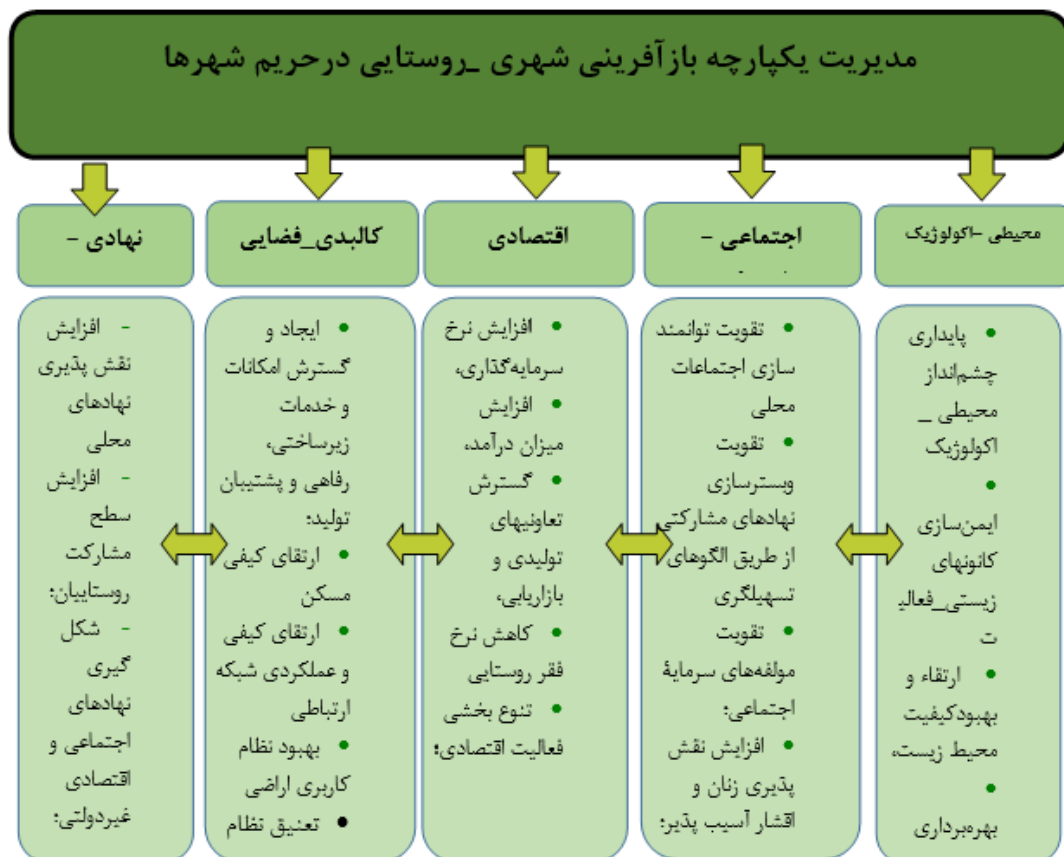 مدیریت یکپارچه بازآفرینی شهری _روستایی درحریم شهرها
محیطی –اکولوژیک
اجتماعی –
اقتصادی
کالبدی_فضایی
نهادی –
• پایداری
چشم‌انداز
محیطی _
اکولوژیک
•
ایمن‌سازی
کانونهای
زیستی_فعالی
ت
• ارتقاء و
بهبودکیفیت
محیط زیست،
•
بهره‌برداری
• تقویت توانمند
سازی اجتماعات
محلی
• تقویت
وبسترسازی
نهادهای مشارکتی
از طریق الگوهای
تسهیلگری
• تقویت
مولفه‌های سرمایهٔ
اجتماعی؛
• افزایش نقش
پذیری زنان و
اقشار آسیب پذیر؛
• افزایش نرخ
سرمایه‌گذاری،
• افزایش
میزان درآمد،
• گسترش
تعاونیهای
تولیدی و
بازاریابی،
• کاهش نرخ
فقر روستایی
• تنوع بخشی
فعالیت اقتصادی؛
• ایجاد و
گسترش امکانات
و خدمات
زیرساختی،
رفاهی و پشتیبان
تولید؛
• ارتقای کیفی
مسکن
• ارتقای کیفی
و عملکردی شبکه
ارتباطی
• بهبود نظام
کاربری اراضی
• تعنیق نظام
- افزایش
نقش پذیری
نهادهای
محلی
- افزایش
سطح
مشارکت
روستاییان؛
- شکل
گیری
نهادهای
اجتماعی و
اقتصادی
غیردولتی؛